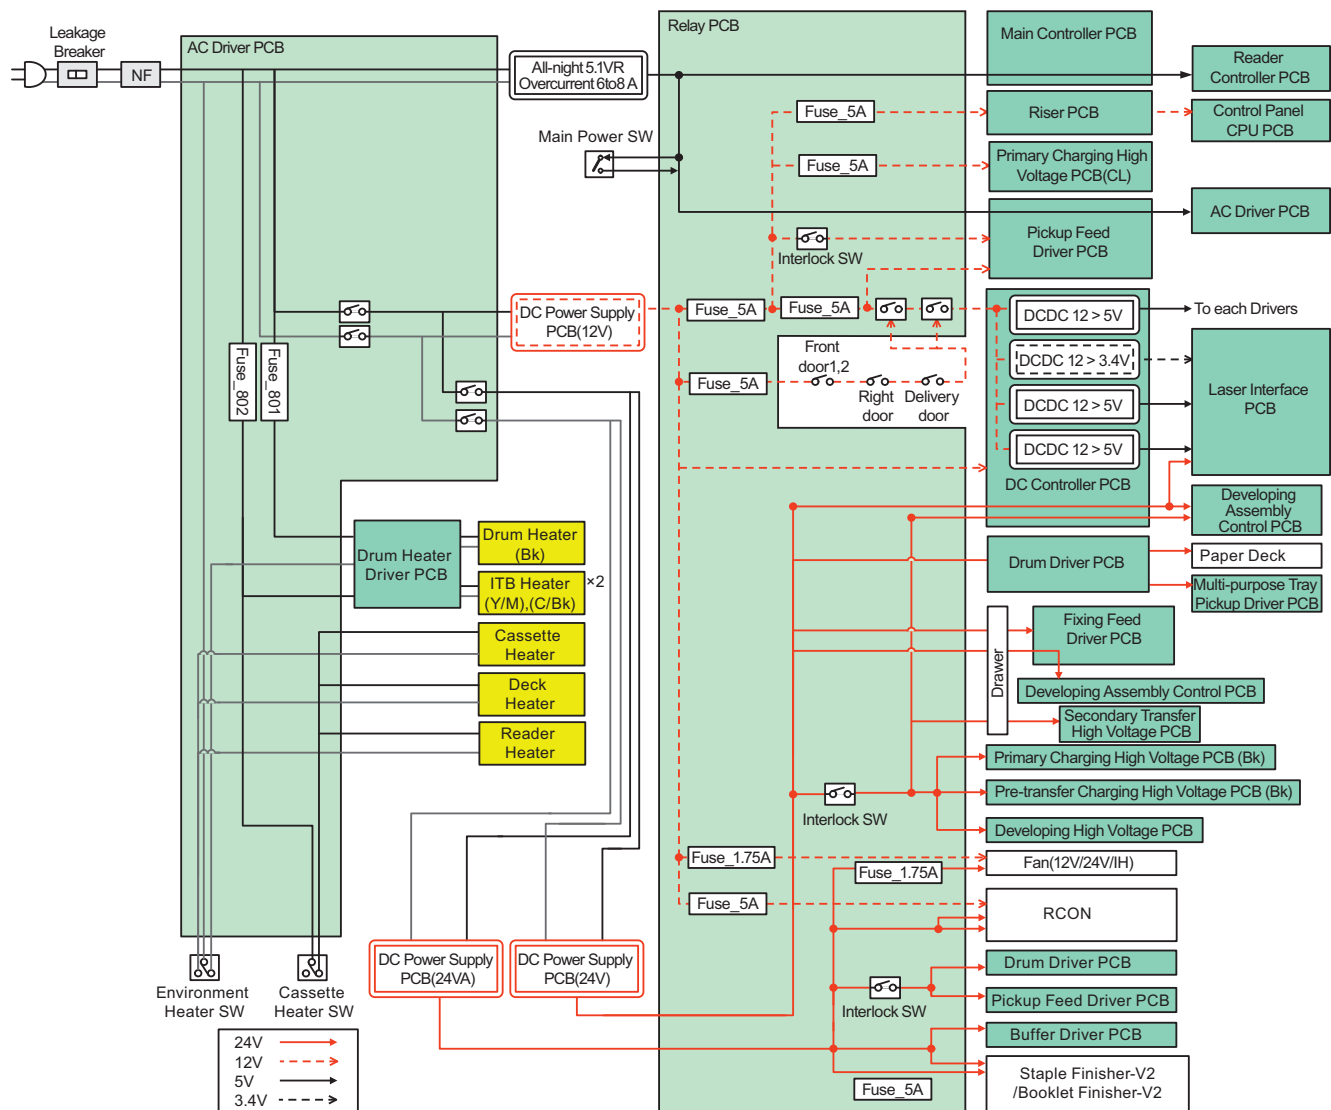 Leakage
Breaker
NF
AC Driver PCB
All-night 5.1VR
Overcurrent 6to8 A
Main Power SW
Relay PCB
Main Controller PCB
Reader
Controller PCB
Fuse_5A
Riser PCB
Control Panel
CPU PCB
Fuse_5A
Primary Charging High
Voltage PCB(CL)
AC Driver PCB
Interlock SW
Pickup Feed
Driver PCB
DC Power Supply
PCB(12V)
Fuse_5A
Fuse_5A
DCDC 12 > 5V
To each Drivers
DCDC 12 > 3.4V
DCDC 12 > 5V
DCDC 12 > 5V
DC Controller PCB
Laser Interface
PCB
Fuse_802
Fuse_801
Fuse_5A
Front
door1,2
Right
door
Delivery
door
Developing
Assembly
Control PCB
Drum Heater
Driver PCB
Drum Heater
(Bk)
ITB Heater
(Y/M),(C/Bk)
×2
Cassette
Heater
Deck
Heater
Reader
Heater
Drum Driver PCB
Paper Deck
Multi-purpose Tray
Pickup Driver PCB
Drawer
Fixing Feed
Driver PCB
Developing Assembly Control PCB
Secondary Transfer
High Voltage PCB
Primary Charging High Voltage PCB (Bk)
Interlock SW
Pre-transfer Charging High Voltage PCB (Bk)
Developing High Voltage PCB
Fuse_1.75A
Fuse_1.75A
Fan(12V/24V/IH)
Fuse_5A
RCON
DC Power Supply
PCB(24VA)
DC Power Supply
PCB(24V)
Interlock SW
Drum Driver PCB
Pickup Feed Driver PCB
Buffer Driver PCB
Fuse_5A
Staple Finisher-V2
/Booklet Finisher-V2
Environment
Heater SW
Cassette
Heater SW
24V
12V
5V
3.4V